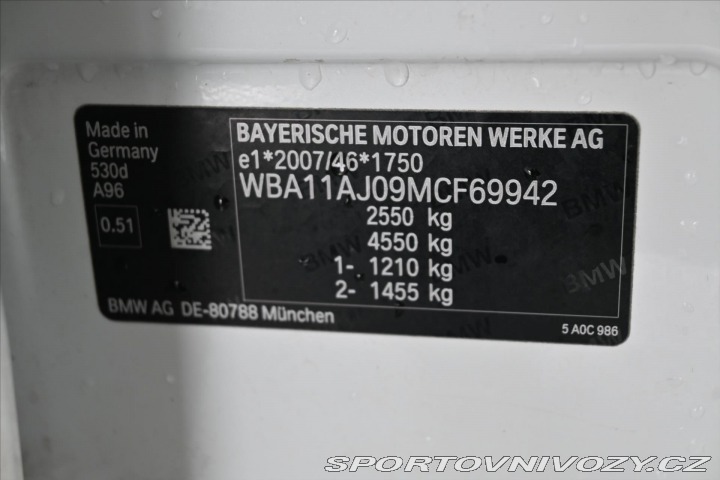 Made in
Germany
530d
A96
0.51
BAYERISCHE MOTOREN WERKE AG
e1*2007/46*1750
WBA11AJ09MCF69942
2550 kg
4550 kg
1- 1210 kg
2- 1455 kg
BMW AG DE-80788 München
5 A0C 986
SPORTOVNIVOZY.CZ